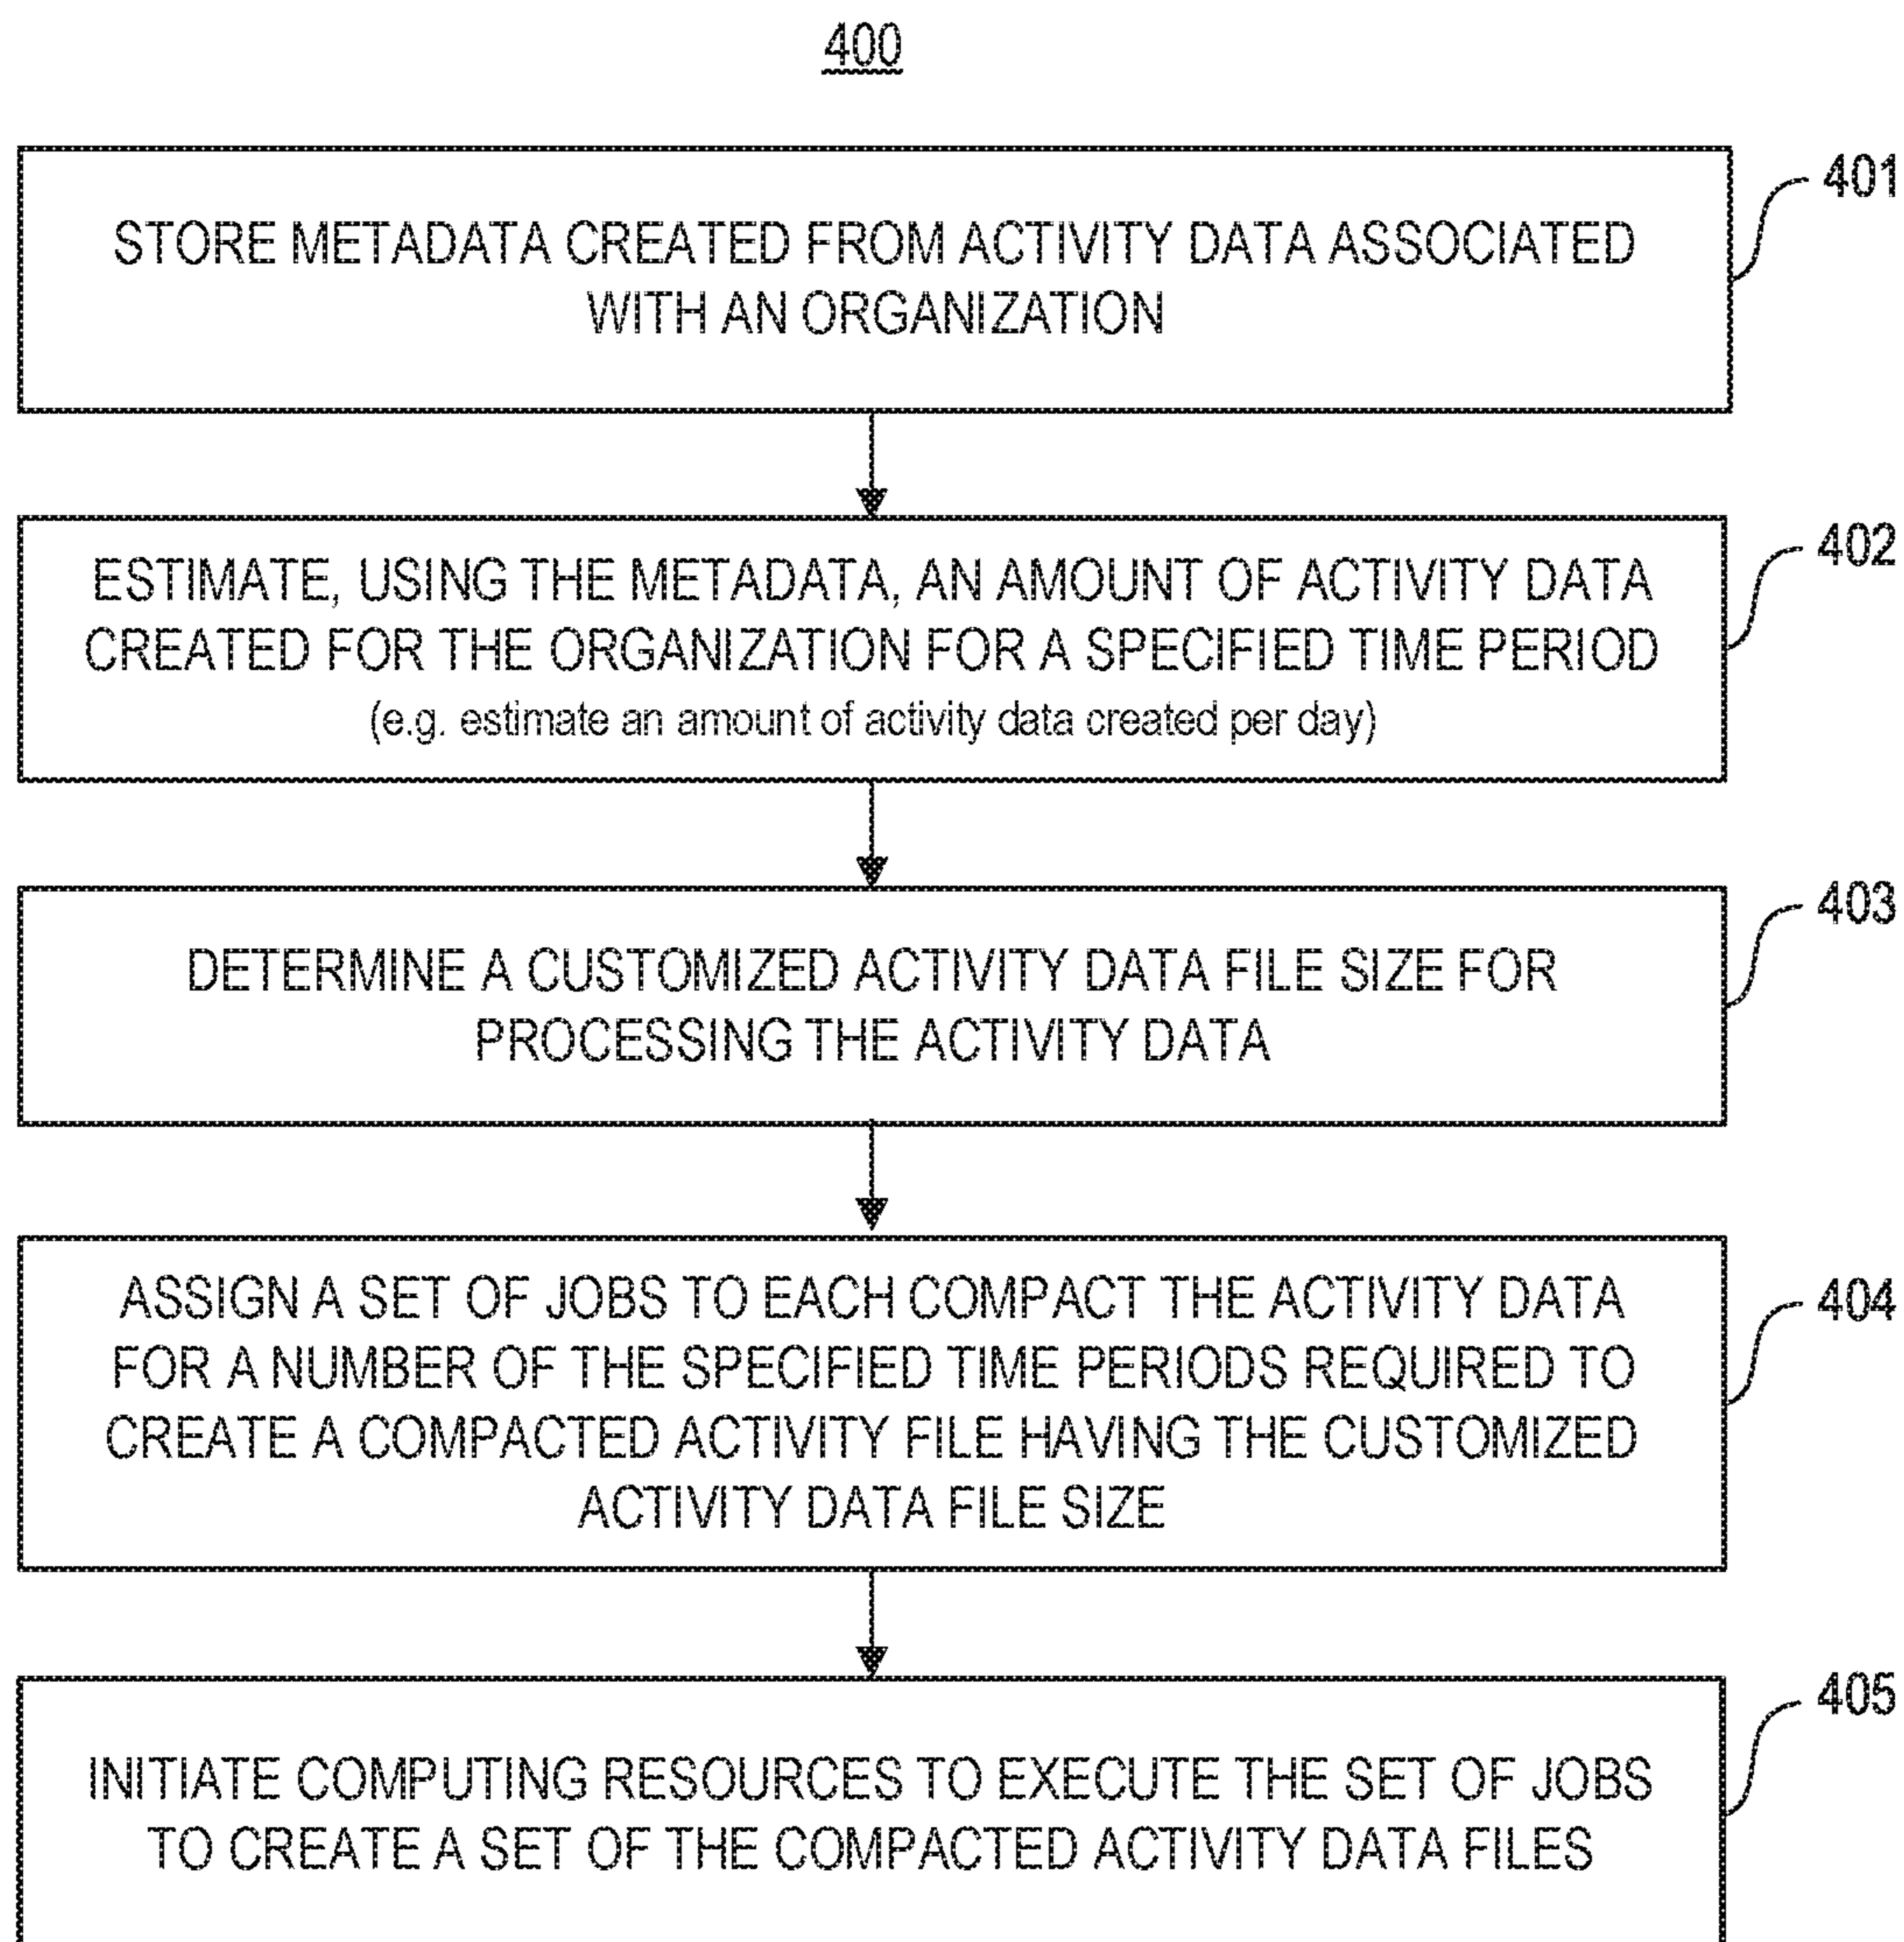 400
STORE METADATA CREATED FROM ACTIVITY DATA ASSOCIATED
WITH AN ORGANIZATION
401
ESTIMATE, USING THE METADATA, AN AMOUNT OF ACTIVITY DATA
CREATED FOR THE ORGANIZATION FOR A SPECIFIED TIME PERIOD
(e.g. estimate an amount of activity data created per day)
402
DETERMINE A CUSTOMIZED ACTIVITY DATA FILE SIZE FOR
PROCESSING THE ACTIVITY DATA
403
ASSIGN A SET OF JOBS TO EACH COMPACT THE ACTIVITY DATA
FOR A NUMBER OF THE SPECIFIED TIME PERIODS REQUIRED TO
CREATE A COMPACTED ACTIVITY FILE HAVING THE CUSTOMIZED
ACTIVITY DATA FILE SIZE
404
INITIATE COMPUTING RESOURCES TO EXECUTE THE SET OF JOBS
TO CREATE A SET OF THE COMPACTED ACTIVITY DATA FILES
405